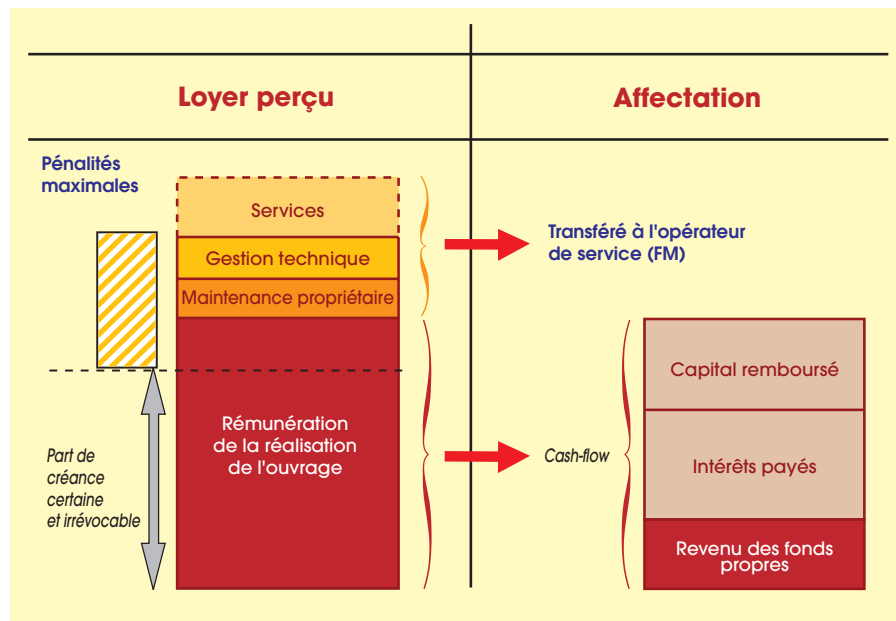 Loyer perçu
Affectation
Pénalités
maximales
Services
Gestion technique
Maintenance propriétaire
Transféré à l'opérateur
de service (FM)
Rémunération
de la réalisation
de l'ouvrage
Part de
créance
certaine
et irrévocable
Cash-flow
Capital remboursé
Intérêts payés
Revenu des fonds
propres